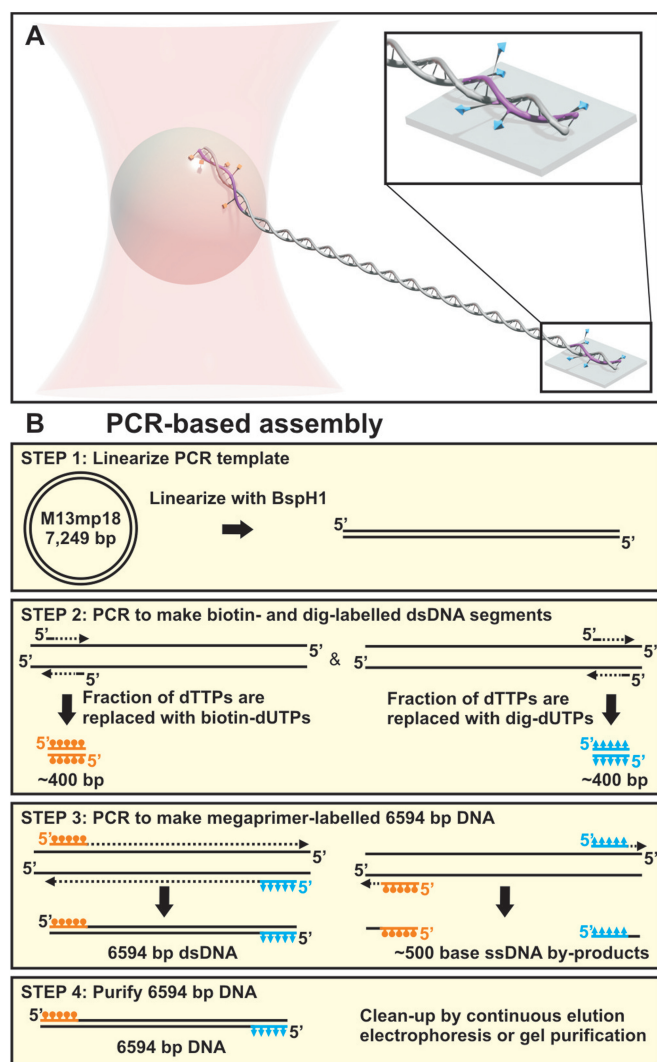 A
B PCR-based assembly
STEP 1: Linearize PCR template
M13mp18
7,249 bp
Linearize with BspH1
5’
5’
STEP 2: PCR to make biotin- and dig-labelled dsDNA segments
5’
5’
5’
5’
&
5’
5’
5’
5’
Fraction of dTTPs are
replaced with biotin-dUTPs
Fraction of dTTPs are
replaced with dig-dUTPs
5’
5’
~400 bp
5’
5’
~400 bp
STEP 3: PCR to make megaprimer-labelled 6594 bp DNA
5’
5’
5’
5’
5’
5’
5’
5’
5’
5’
6594 bp dsDNA
5’
5’
~500 base ssDNA by-products
STEP 4: Purify 6594 bp DNA
5’
5’
6594 bp DNA
Clean-up by continuous elution
electrophoresis or gel purification